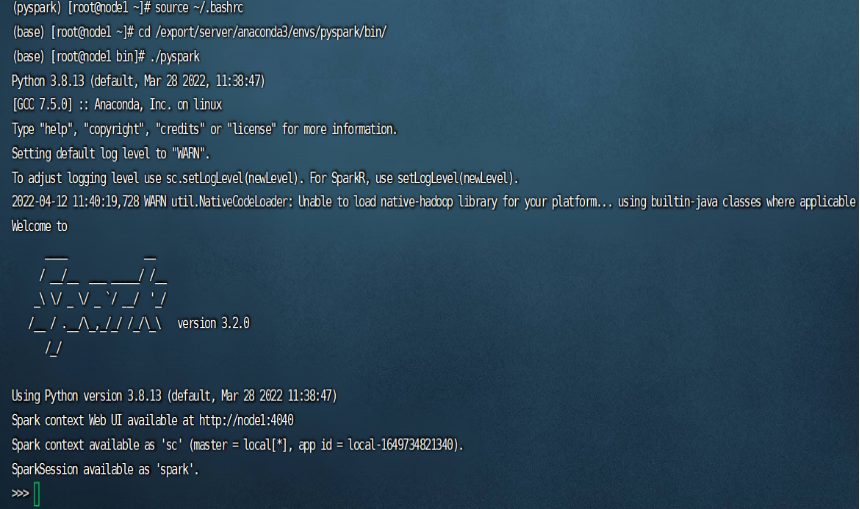 (pyspark) [root@node1 ~]# source ~/.bashrc
(base) [root@node1 ~]# cd /export/server/anaconda3/envs/pyspark/bin/
(base) [root@node1 bin]# ./pyspark
Python 3.8.13 (default, Mar 28 2022, 11:38:47)
[GCC 7.5.0] :: Anaconda, Inc. on linux
Type "help", "copyright", "credits" or "license" for more information.
Setting default log level to "WARN".
To adjust logging level use sc.setLogLevel(newLevel). For SparkR, use setLogLevel(newLevel).
2022-04-12 11:40:19,728 WARN util.NativeCodeLoader: Unable to load native-hadoop library for your platform... using builtin-java classes where applicable
Welcome to
      ____              __
     / __/__  ___ _____/ /__
    _\ \/ _ \/ _ `/ __/  '_/
   /__ / .__/\_,_/_/ /_/\_\   version 3.2.0
      /_/
Using Python version 3.8.13 (default, Mar 28 2022 11:38:47)
Spark context Web UI available at http://node1:4040
Spark context available as 'sc' (master = local[*], app id = local-1649734821340).
SparkSession available as 'spark'.
>>>